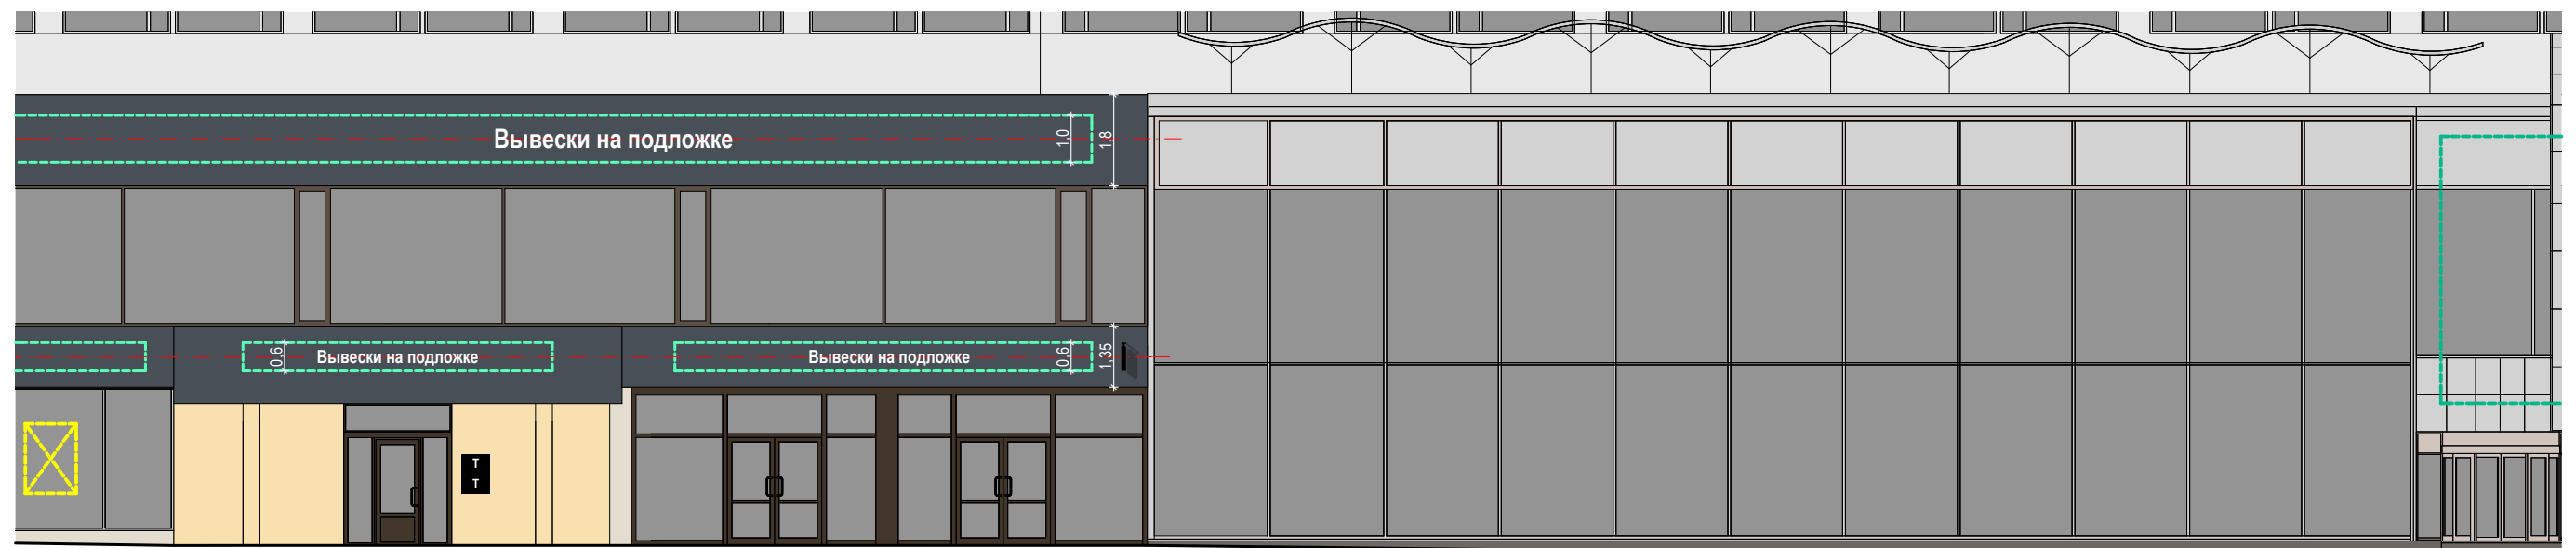 Вывески на подложке
1,0
1,8
0,6
Вывески на подложке
Вывески на подложке
0,6
1,35
Т
Т